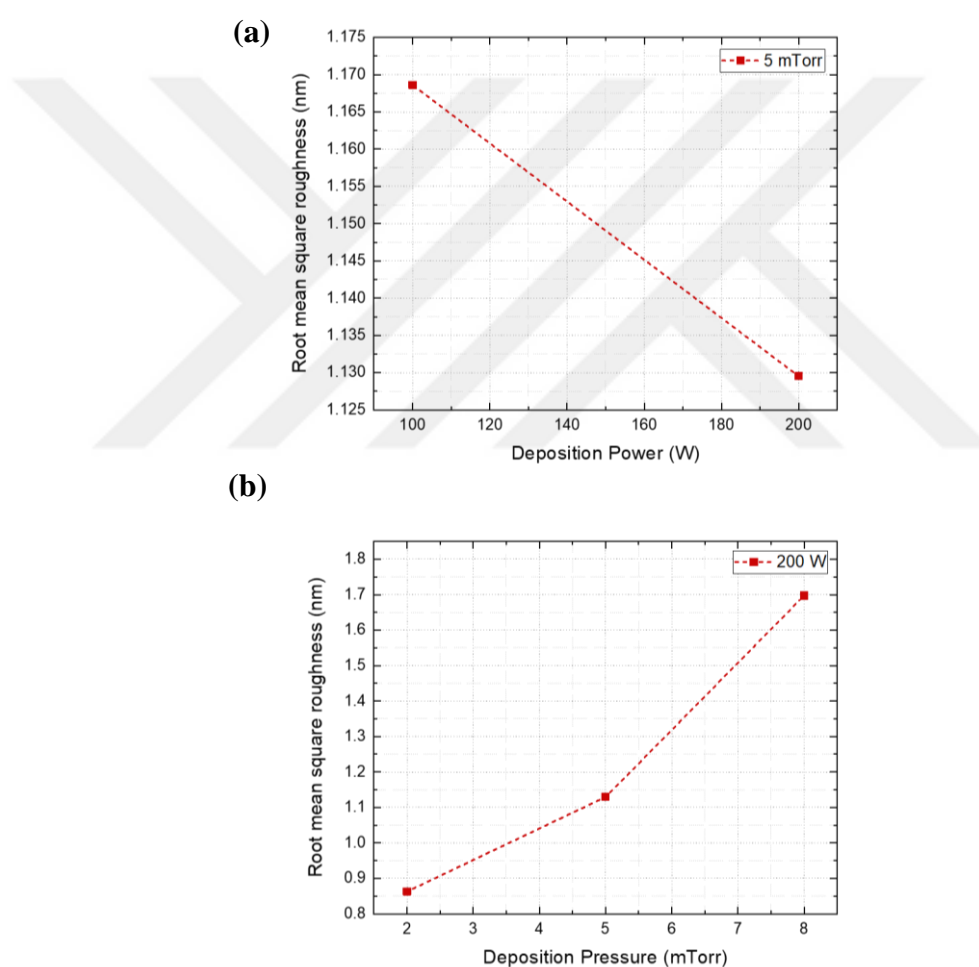 (a)
1.175
1.170
1.165
1.160
1.155
1.150
1.145
1.140
1.135
1.130
1.125
Root mean square roughness (nm)
5 mTorr
100 120 140 160 180 200
Deposition Power (W)
(b)
1.8
1.7
1.6
1.5
1.4
1.3
1.2
1.1
1.0
0.9
0.8
Root mean square roughness (nm)
200 W
2 3 4 5 6 7 8
Deposition Pressure (mTorr)